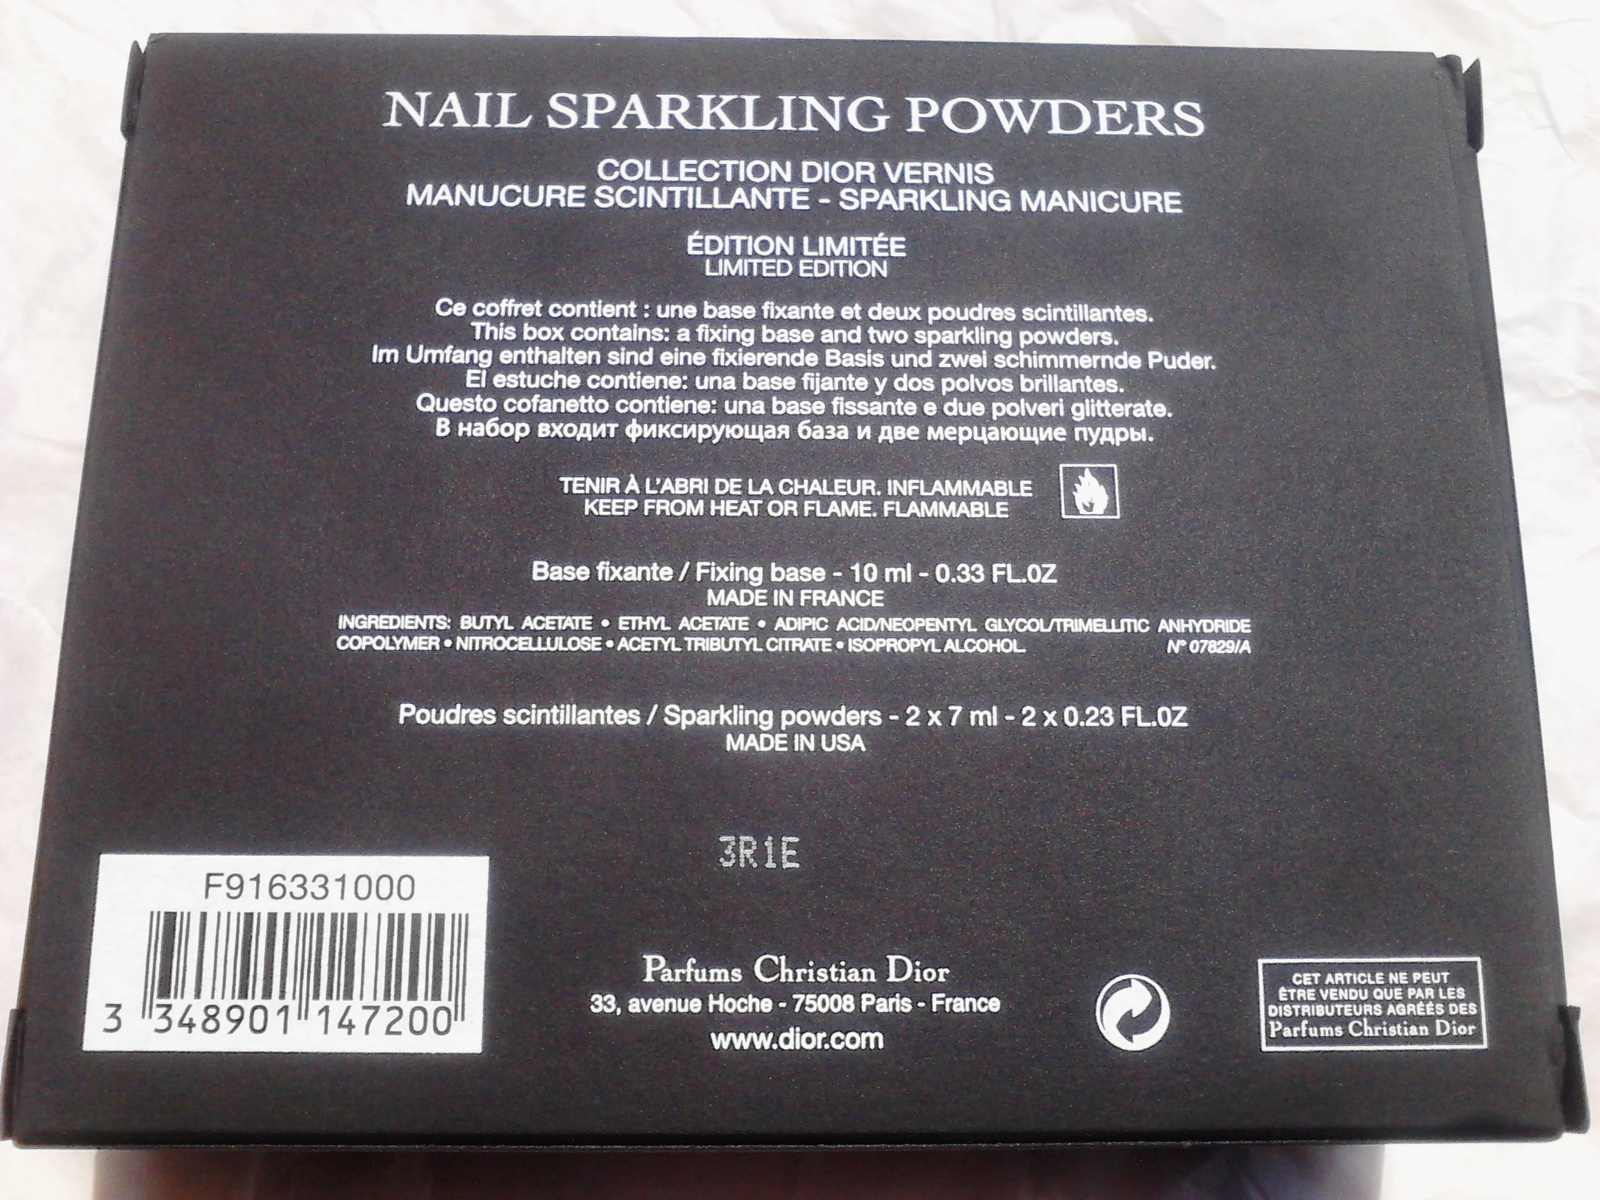 NAIL SPARKLING POWDERS
COLLECTION DIOR VERNIS
MANUCURE SCINTILLANTE - SPARKLING MANICURE
ÉDITION LIMITÉE
LIMITED EDITION
Ce coffret contient : une base fixante et deux poudres scintillantes.
This box contains: a fixing base and two sparkling powders.
Im Umfang enthalten sind eine fixierende Basis und zwei schimmernde Puder.
El estuche contiene: una base fijante y dos polvos brillantes.
Questo cofanetto contiene: una base fissante e due polveri glitterate.
В набор входит фиксирующая база и две мерцающие пудры.
TENIR À L'ABRI DE LA CHALEUR. INFLAMMABLE
KEEP FROM HEAT OR FLAME. FLAMMABLE
Base fixante / Fixing base - 10 ml - 0.33 FL.OZ
MADE IN FRANCE
INGREDIENTS: BUTYL ACETATE • ETHYL ACETATE • ADIPIC ACID/NEOPENTYL GLYCOL/TRIMELLITIC ANHYDRIDE
COPOLYMER • NITROCELLULOSE • ACETYL TRIBUTYL CITRATE • ISOPROPYL ALCOHOL. N° 07829/A
Poudres scintillantes / Sparkling powders - 2 x 7 ml - 2 x 0.23 FL.OZ
MADE IN USA
3R1E
F916331000
3 348901 147200
Parfums Christian Dior
33, avenue Hoche - 75008 Paris - France
www.dior.com
CET ARTICLE NE PEUT
ÊTRE VENDU QUE PAR LES
DISTRIBUTEURS AGRÉÉS DES
Parfums Christian Dior